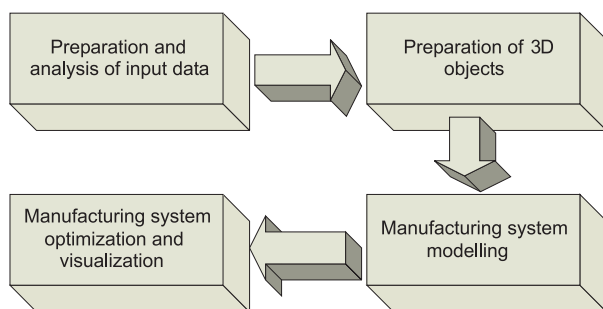 Preparation and
analysis of input data
Preparation of 3D
objects
Manufacturing system
modelling
Manufacturing system
optimization and
visualization